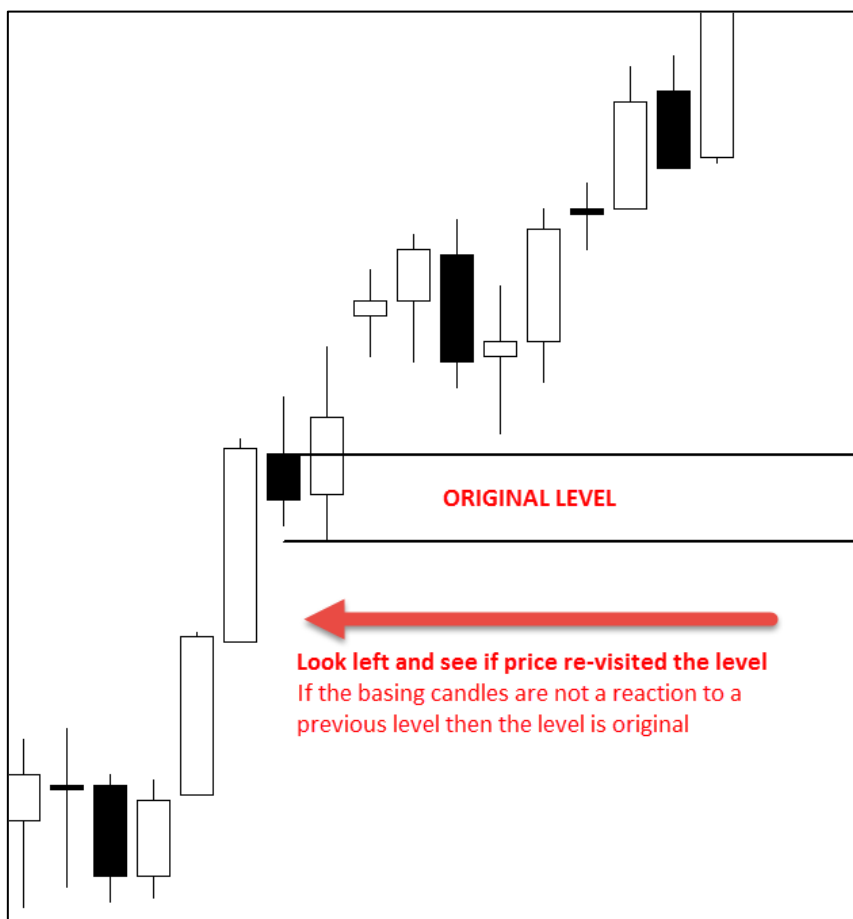 ORIGINAL LEVEL
Look left and see if price re-visited the level
If the basing candles are not a reaction to a
previous level then the level is original